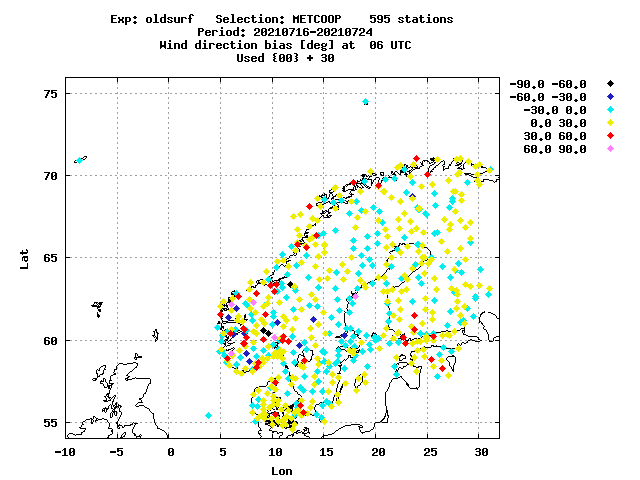 Exp: oldsurf   Selection: METCOOP    595 stations
Period: 20210716-20210724
Wind direction bias [deg] at  06 UTC
Used {00} + 30
-90.0 -60.0
-60.0 -30.0
-30.0 0.0
0.0 30.0
30.0 60.0
60.0 90.0
75
70
65
60
55
Lat
-10 -5 0 5 10 15 20 25 30
Lon